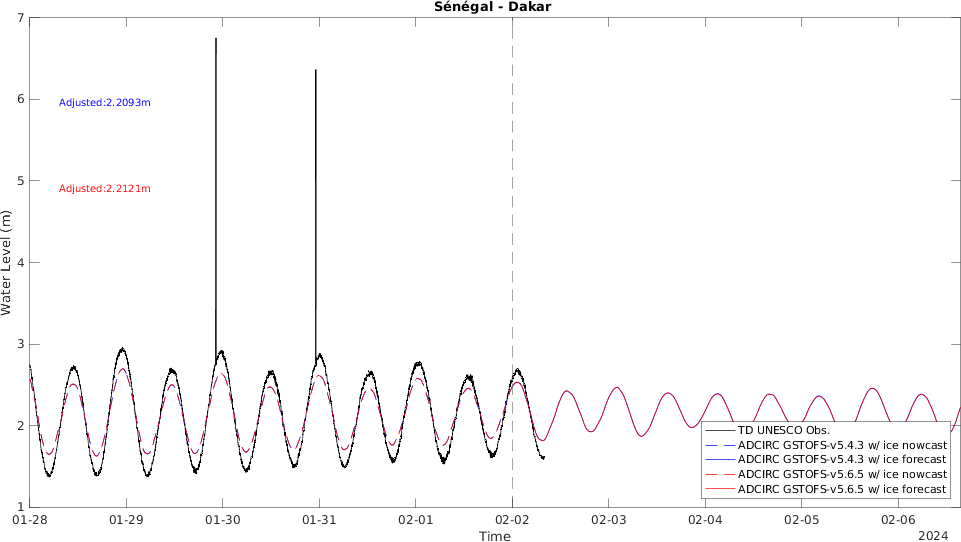 Sénégal - Dakar
7
6
5
4
3
2
1
Water Level (m)
Adjusted:2.2093m
Adjusted:2.2121m
TD UNESCO Obs.
ADCIRC GSTOFS-v5.4.3 w/ ice nowcast
ADCIRC GSTOFS-v5.4.3 w/ ice forecast
ADCIRC GSTOFS-v5.6.5 w/ ice nowcast
ADCIRC GSTOFS-v5.6.5 w/ ice forecast
01-28 01-29 01-30 01-31 02-01 02-02 02-03 02-04 02-05 02-06
Time
2024